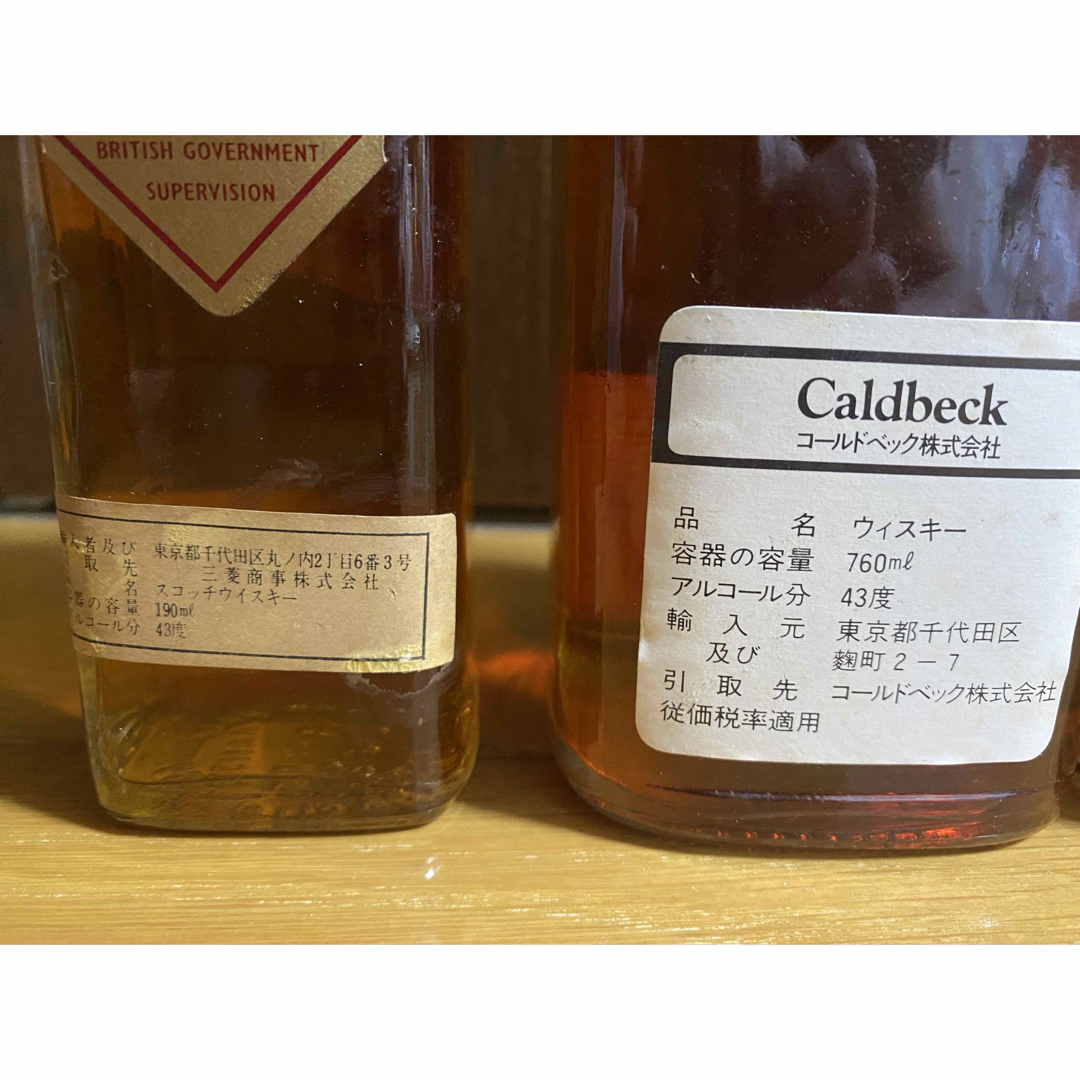 BRITISH GOVERNMENT
SUPERVISION
者及び 東京都千代田区丸ノ内2丁目6番3号
取先 三菱商事株式会社
名 スコッチウイスキー
器の容量 190mℓ
ルコール分 43度
Caldbeck
コールドベック株式会社
品名 ウィスキー
容器の容量 760mℓ
アルコール分 43度
輸入元 東京都千代田区
及び 麹町2-7
引取先 コールドベック株式会社
従価税率適用